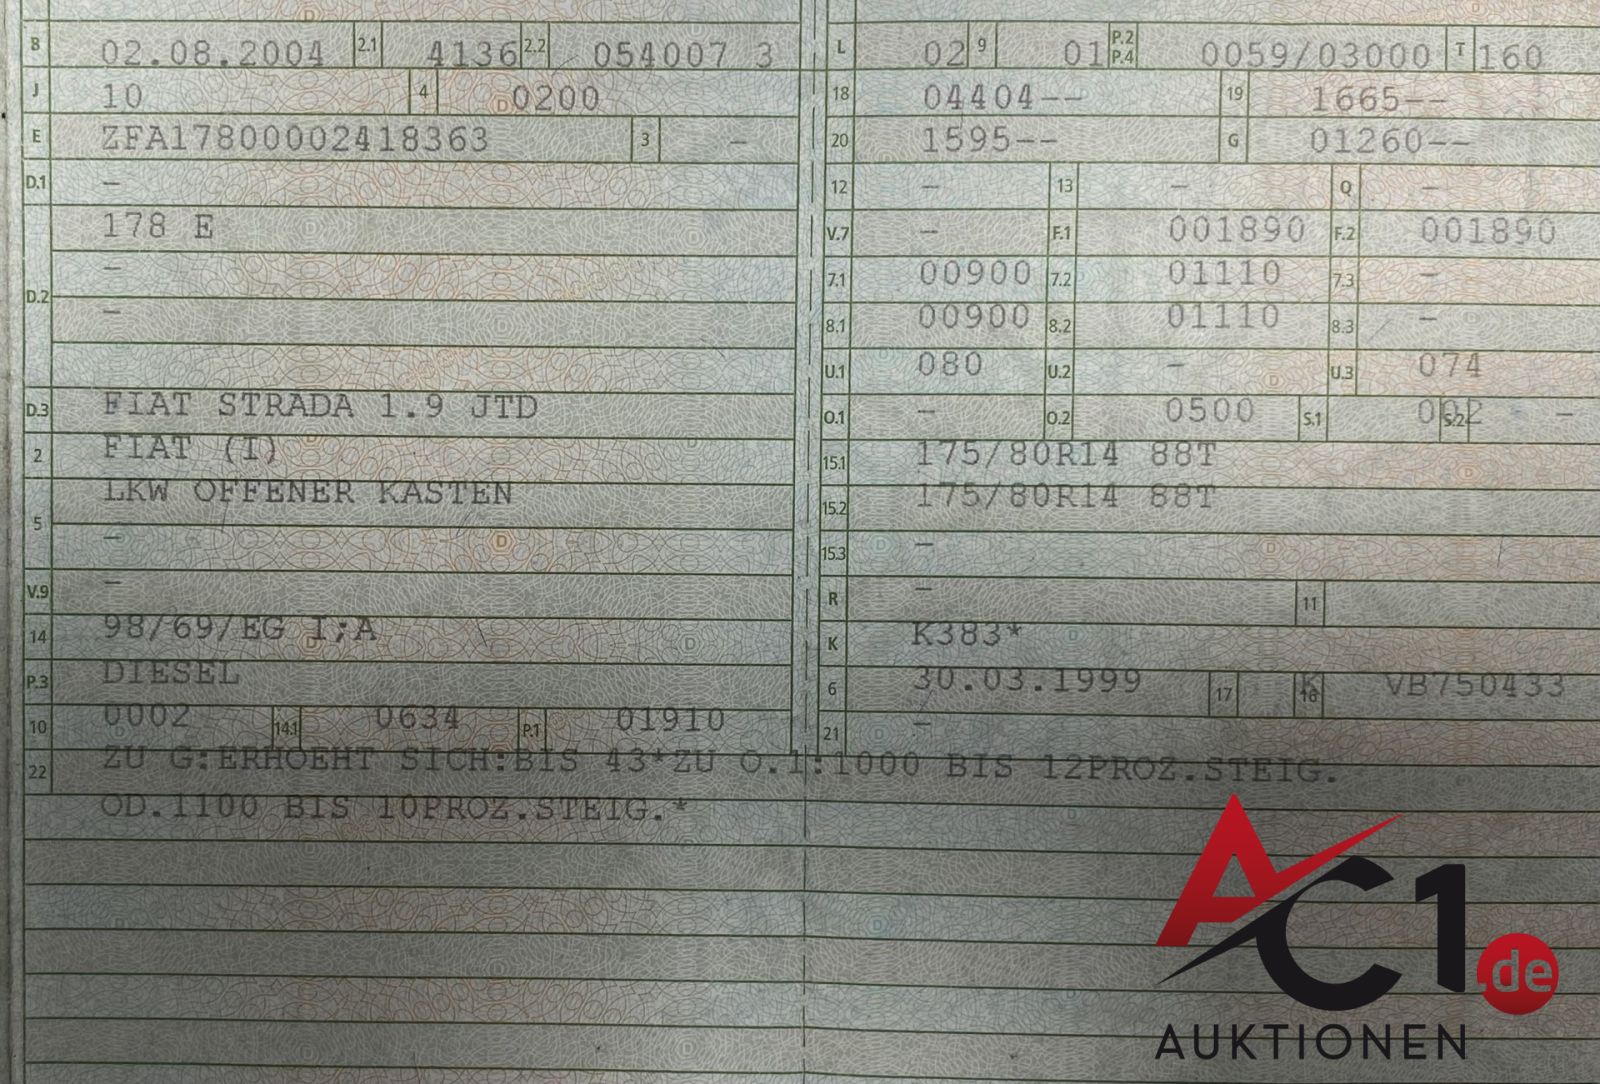 B 02.08.2004 2.1 4136 2.2 054007 3
J 10 4 0200
E ZFA17800002418363 3 –
D.1 –
178 E
–
D.2
–
D.3 FIAT STRADA 1.9 JTD
2 FIAT (I)
LKW OFFENER KASTEN
5
–
V.9 –
14 98/69/EG I;A
P.3 DIESEL
10 0002 14.1 0634 P.1 01910
L 02 9 01 P.2 P.4 0059/03000 T 160
18 04404-- 19 1665--
20 1595-- G 01260--
12 – 13 – Q –
V.7 – F.1 001890 F.2 001890
7.1 00900 7.2 01110 7.3 –
8.1 00900 8.2 01110 8.3 –
U.1 080 U.2 – U.3 074
O.1 – O.2 0500 S.1 002 S.2 –
15.1 175/80R14 88T
15.2 175/80R14 88T
15.3 –
R – 11
K K383*
6 30.03.1999 17 K 16 VB750433
21 –
22 ZU G:ERHOEHT SICH:BIS 43*ZU O.1:1000 BIS 12PROZ.STEIG.
OD.1100 BIS 10PROZ.STEIG.*
AC1.de
AUKTIONEN